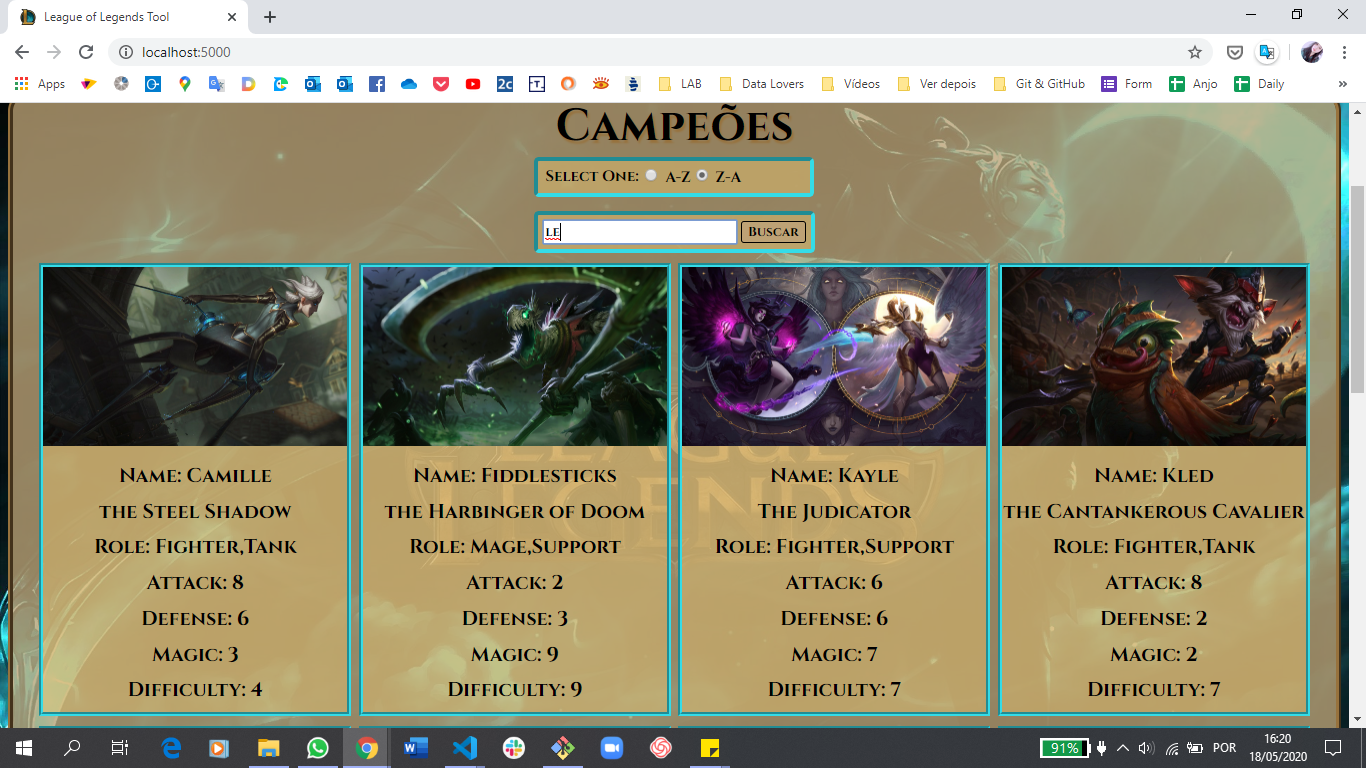 League of Legends Tool
localhost:5000
Apps
LAB
Data Lovers
Vídeos
Ver depois
Git & GitHub
Form
Anjo
Daily
»
Campeões
Select One: A-Z Z-A
le
Buscar
Name: Camille
the Steel Shadow
Role: Fighter,Tank
Attack: 8
Defense: 6
Magic: 3
Difficulty: 4
Name: Fiddlesticks
the Harbinger of Doom
Role: Mage,Support
Attack: 2
Defense: 3
Magic: 9
Difficulty: 9
Name: Kayle
The Judicator
Role: Fighter,Support
Attack: 6
Defense: 6
Magic: 7
Difficulty: 7
Name: Kled
the Cantankerous Cavalier
Role: Fighter,Tank
Attack: 8
Defense: 2
Magic: 2
Difficulty: 7
League
Legends
91%
POR
16:20
18/05/2020